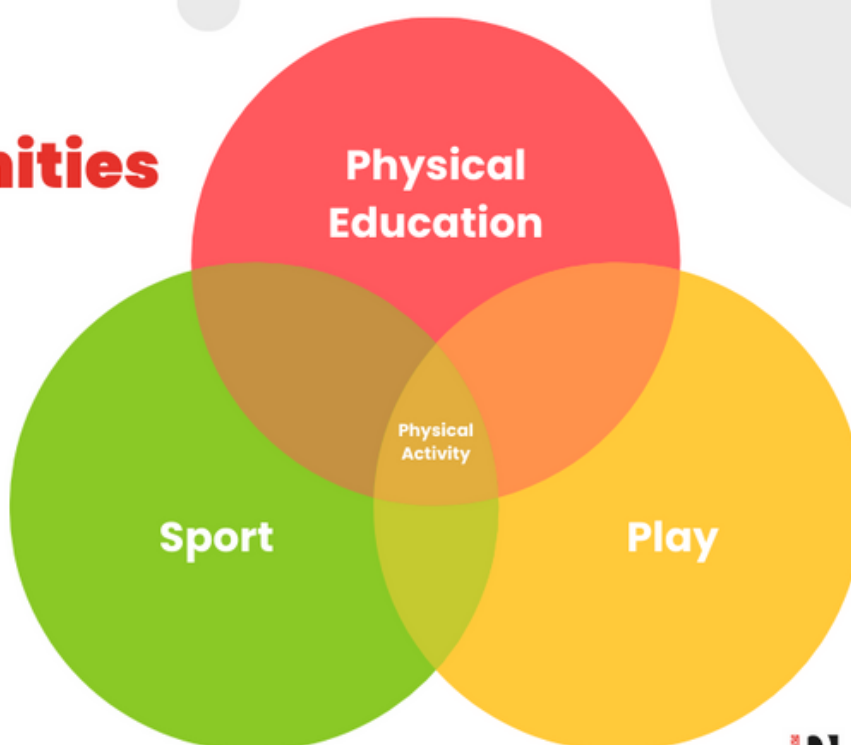 nities
Physical
Education
Physical
Activity
Sport
Play